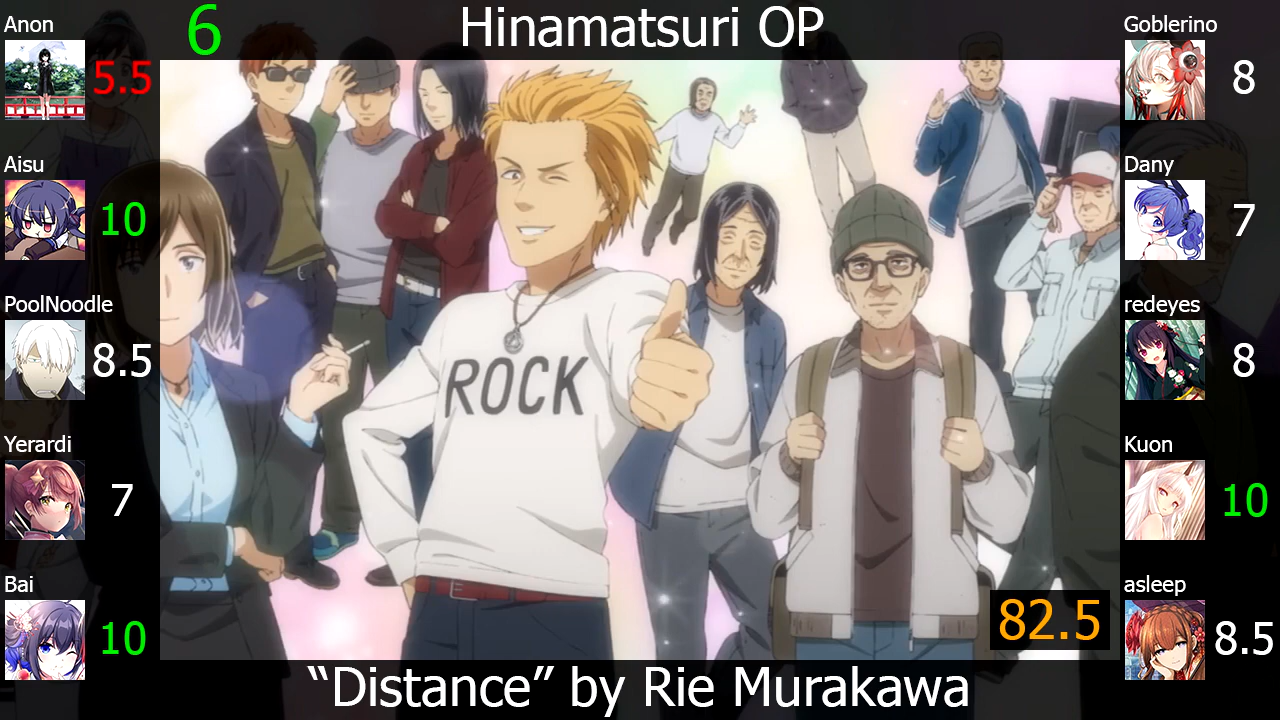 Hinamatsuri OP
6
Anon
5.5
Aisu
10
PoolNoodle
8.5
Yerardi
7
Bai
10
ROCK
Goblerino
8
Dany
7
redeyes
8
Kuon
10
asleep
8.5
82.5
“Distance” by Rie Murakawa